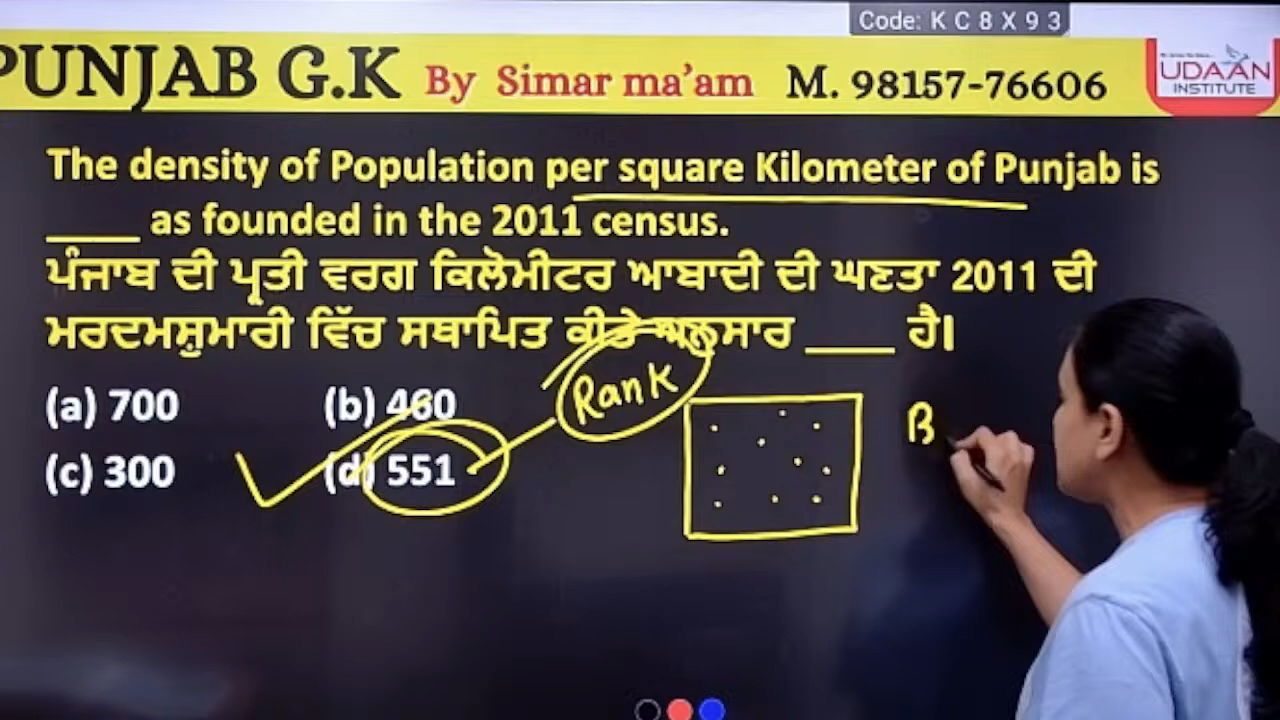 Code: K C 8 X 9 3
PUNJAB G.K By Simar ma'am M. 98157-76606
UDAAN
INSTITUTE
The density of Population per square Kilometer of Punjab is
____ as founded in the 2011 census.
ਪੰਜਾਬ ਦੀ ਪ੍ਰਤੀ ਵਰਗ ਕਿਲੋਮੀਟਰ ਆਬਾਦੀ ਦੀ ਘਣਤਾ 2011 ਦੀ
ਮਰਦਮਸ਼ੁਮਾਰੀ ਵਿੱਚ ਸਥਾਪਿਤ ਕੀਤੇ ਅਨੁਸਾਰ ____ ਹੈ।
(a) 700 (b) 460
Rank
(c) 300 (d) 551
B